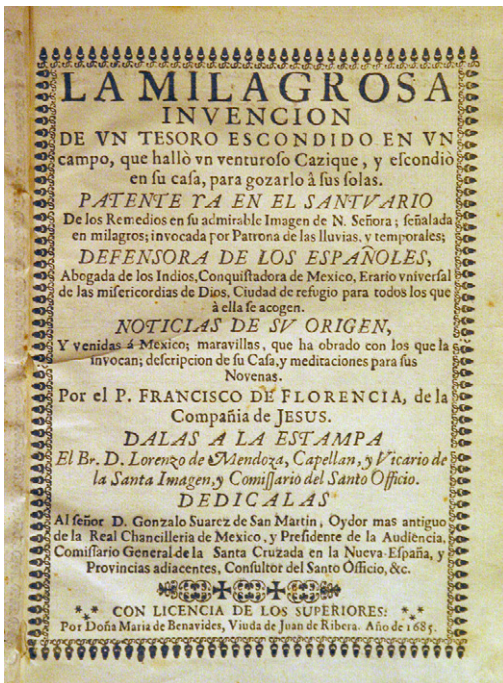 LA MILAGROSA
INVENCION
DE VN TESORO ESCONDIDO EN VN
campo, que hallò vn venturoſo Cazique, y eſcondiò
en ſu caſa, para gozarlo â ſus ſolas.
PATENTE YA EN EL SANTVARIO
De los Remedios en ſu admirable Imagen de N. Señora; ſeñalada
en milagros; invocada por Patrona de las lluvias, y temporales;
DEFENSORA DE LOS ESPAÑOLES,
Abogada de los Indios, Conquiſtadora de Mexico, Erario vniverſal
de las miſericordias de Dios, Ciudad de refugio para todos los que
â ella ſe acogen.
NOTICIAS DE SV ORIGEN,
Y venidas á Mexico; maravillas, que ha obrado con los que la
invocan; deſcripcion de ſu Caſa, y meditaciones para ſus
Novenas.
Por el P. FRANCISCO DE FLORENCIA, de la
Compañia de JESUS.
DALAS A LA ESTAMPA
El Br. D. Lorenzo de Mendoza, Capellan, y Vicario de
la Santa Imagen, y Comiſſario del Santo Officio.
DEDICALAS
Al ſeñor D. Gonzalo Suarez de San Martin, Oydor mas antiguo
de la Real Chancilleria de Mexico, y Preſidente de la Audiencia,
Comiſſario General de la Santa Cruzada en la Nueva-Eſpaña, y
Provincias adiacentes, Conſultor del Santo Officio, &c.
CON LICENCIA DE LOS SUPERIORES:
Por Doña Maria de Benavides, Viuda de Juan de Ribera. Año de 1685.